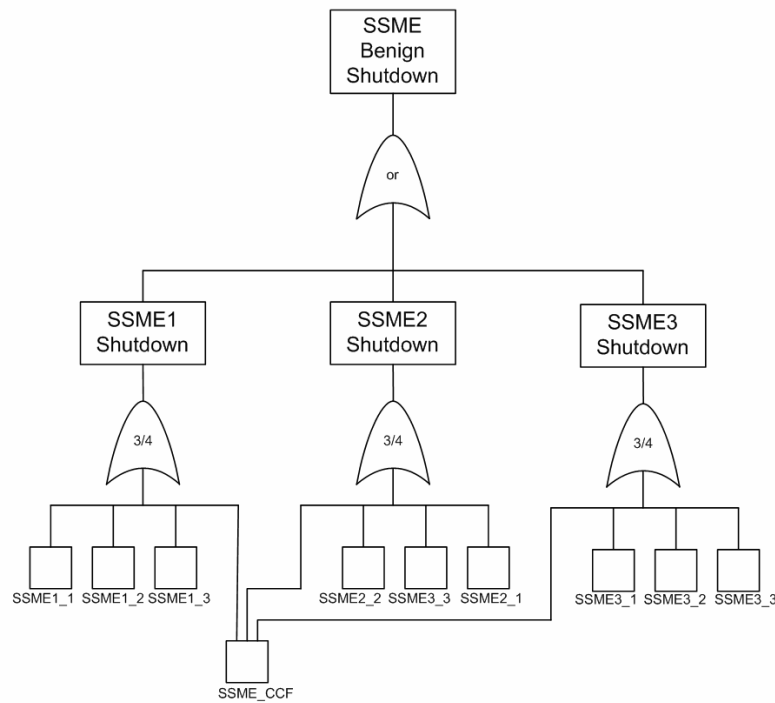 SSME
Benign
Shutdown
or
SSME1
Shutdown
SSME2
Shutdown
SSME3
Shutdown
3/4
3/4
3/4
SSME1_1
SSME1_2
SSME1_3
SSME2_2
SSME3_3
SSME2_1
SSME3_1
SSME3_2
SSME3_3
SSME_CCF